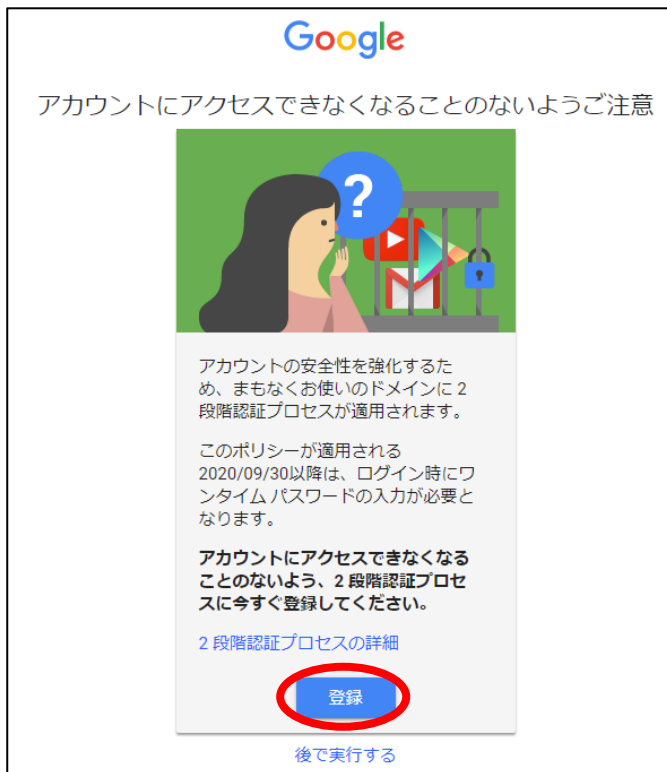 Google
アカウントにアクセスできなくなることのないようご注意
?
アカウントの安全性を強化するた
め、まもなくお使いのドメインに 2
段階認証プロセスが適用されます。
このポリシーが適用される
2020/09/30以降は、ログイン時にワ
ンタイム パスワードの入力が必要と
なります。
アカウントにアクセスできなくなる
ことのないよう、2 段階認証プロセ
スに今すぐ登録してください。
2 段階認証プロセスの詳細
登録
後で実行する